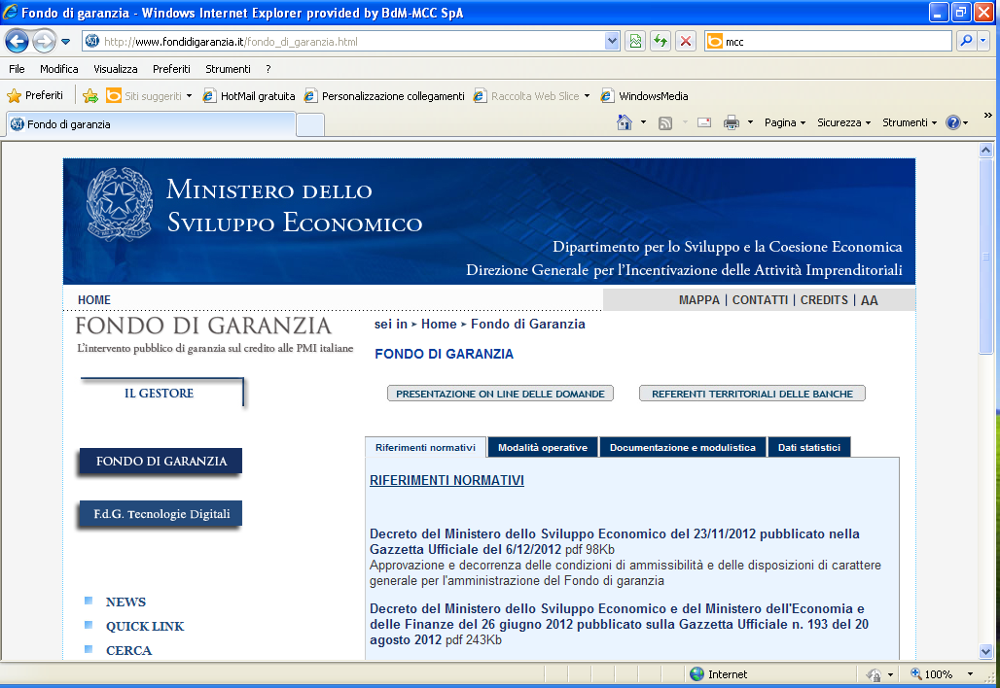 Fondo di garanzia - Windows Internet Explorer provided by BdM-MCC SpA
http://www.fondidigaranzia.it/fondo_di_garanzia.html
mcc
File Modifica Visualizza Preferiti Strumenti ?
Preferiti Siti suggeriti HotMail gratuita Personalizzazione collegamenti Raccolta Web Slice WindowsMedia
Fondo di garanzia
Pagina Sicurezza Strumenti »
MINISTERO DELLO
SVILUPPO ECONOMICO
Dipartimento per lo Sviluppo e la Coesione Economica
Direzione Generale per l'Incentivazione delle Attività Imprenditoriali
HOME
MAPPA | CONTATTI | CREDITS | AA
FONDO DI GARANZIA
L'intervento pubblico di garanzia sul credito alle PMI italiane
sei in ▸ Home ▸ Fondo di Garanzia
FONDO DI GARANZIA
IL GESTORE
PRESENTAZIONE ON LINE DELLE DOMANDE
REFERENTI TERRITORIALI DELLE BANCHE
FONDO DI GARANZIA
F.d.G. Tecnologie Digitali
NEWS
QUICK LINK
CERCA
Riferimenti normativi
Modalità operative
Documentazione e modulistica
Dati statistici
RIFERIMENTI NORMATIVI
Decreto del Ministero dello Sviluppo Economico del 23/11/2012 pubblicato nella
Gazzetta Ufficiale del 6/12/2012 pdf 98Kb
Approvazione e decorrenza delle condizioni di ammissibilità e delle disposizioni di carattere
generale per l'amministrazione del Fondo di garanzia
Decreto del Ministero dello Sviluppo Economico e del Ministero dell'Economia e
delle Finanze del 26 giugno 2012 pubblicato sulla Gazzetta Ufficiale n. 193 del 20
agosto 2012 pdf 243Kb
Internet
100%